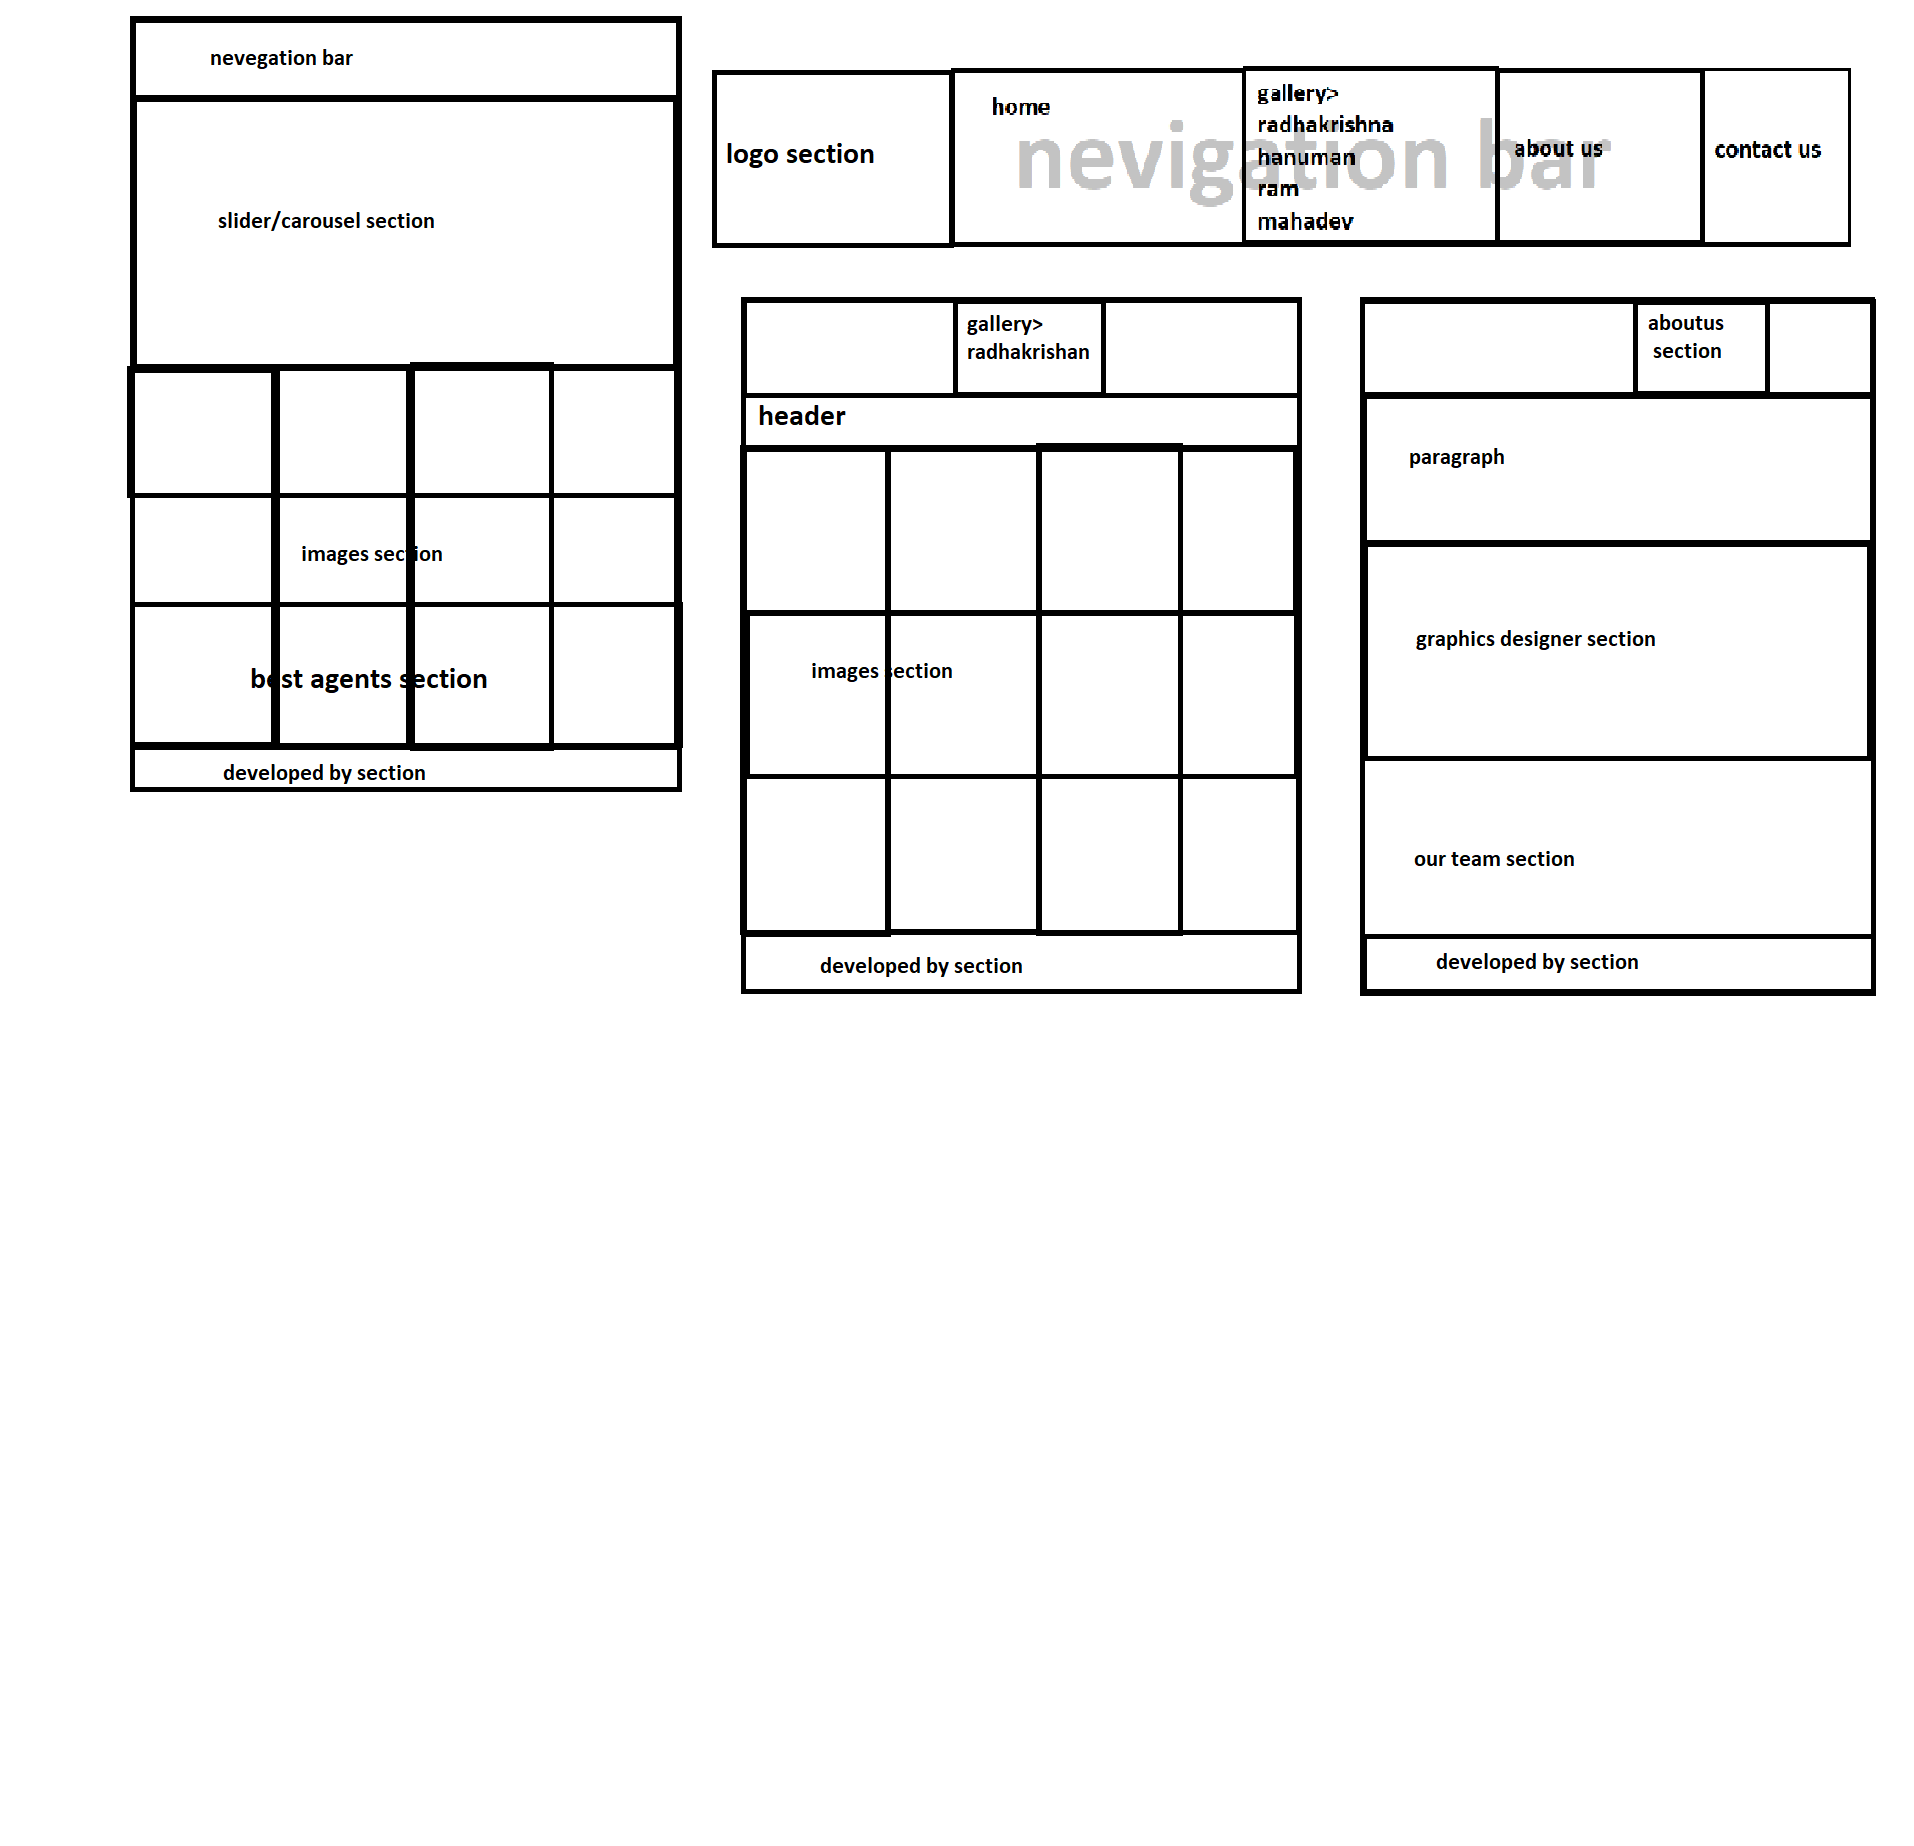 nevegation bar
slider/carousel section
images section
best agents section
developed by section
nevigation bar
logo section
home
gallery>
radhakrishna
hanuman
ram
mahadev
about us
contact us
gallery>
radhakrishan
header
images section
developed by section
aboutus
section
paragraph
graphics designer section
our team section
developed by section